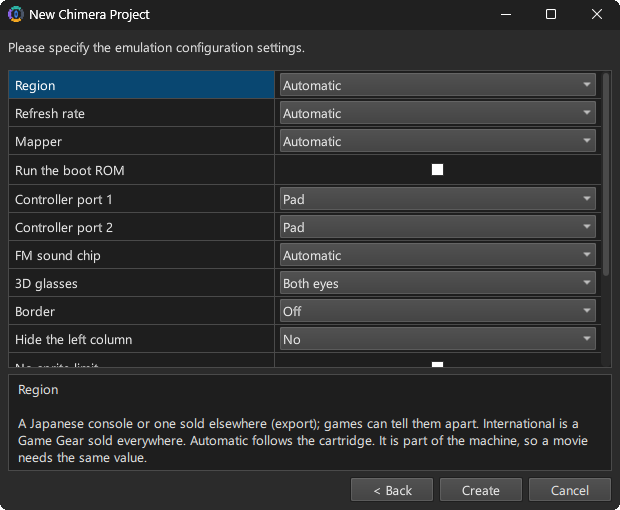 New Chimera Project
Please specify the emulation configuration settings.
Region Automatic
Refresh rate Automatic
Mapper Automatic
Run the boot ROM
Controller port 1 Pad
Controller port 2 Pad
FM sound chip Automatic
3D glasses Both eyes
Border Off
Hide the left column No
No sprite limit
Region
A Japanese console or one sold elsewhere (export); games can tell them apart. International is a
Game Gear sold everywhere. Automatic follows the cartridge. It is part of the machine, so a movie
needs the same value.
< Back Create Cancel